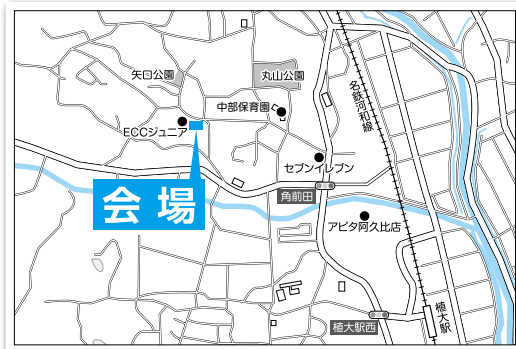 矢口公園
丸山公園
名鉄河和線
中部保育園
ECCジュニア
セブンイレブン
角前田
会場
アピタ阿久比店
植大駅西
植大駅